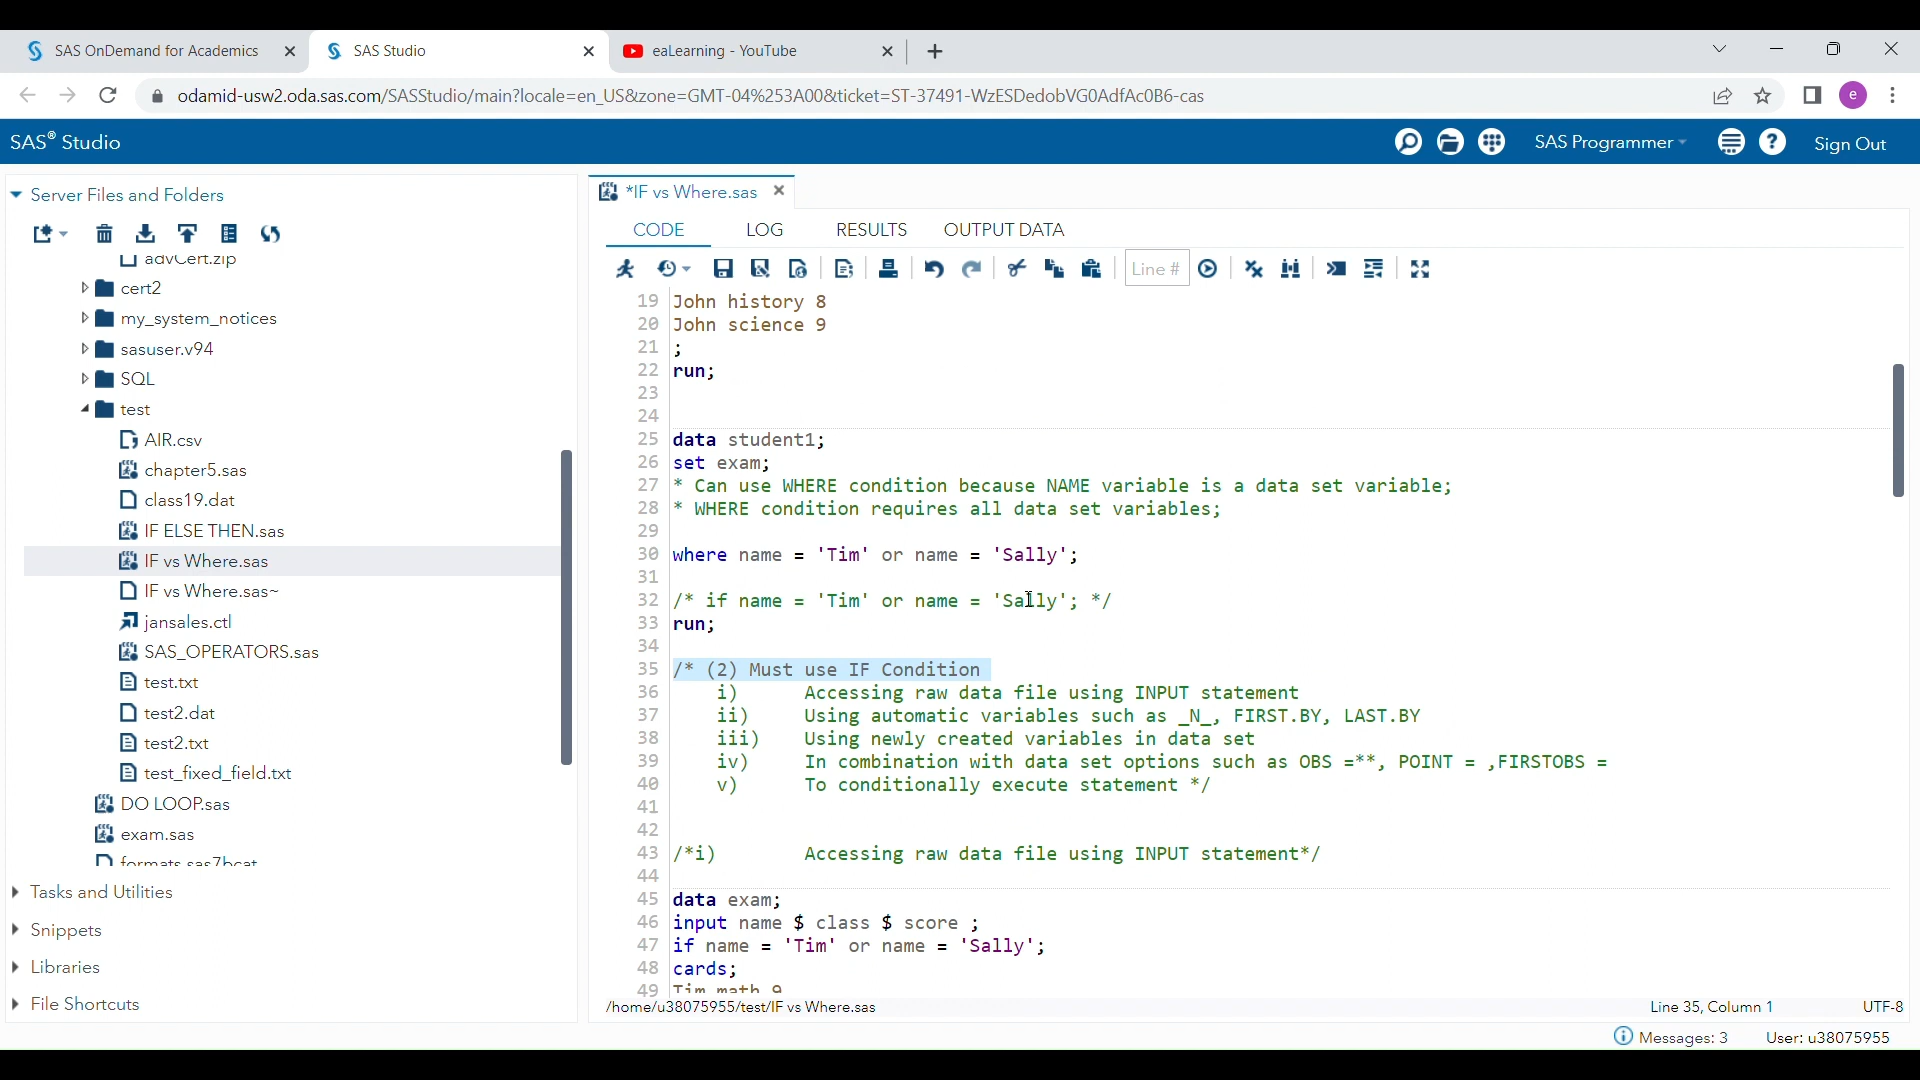 SAS OnDemand for Academics
SAS Studio
eaLearning - YouTube
odamid-usw2.oda.sas.com/SASStudio/main?locale=en_US&zone=GMT-04%253A00&ticket=ST-37491-WzESDedobVG0AdfAc0B6-cas
e
SAS® Studio
SAS Programmer
Sign Out
Server Files and Folders
advCert.zip
cert2
my_system_notices
sasuser.v94
SQL
test
AIR.csv
chapter5.sas
class19.dat
IF ELSE THEN.sas
IF vs Where.sas
IF vs Where.sas~
jansales.ctl
SAS_OPERATORS.sas
test.txt
test2.dat
test2.txt
test_fixed_field.txt
DO LOOP.sas
exam.sas
formats.sas7bcat
Tasks and Utilities
Snippets
Libraries
File Shortcuts
*IF vs Where.sas
CODE LOG RESULTS OUTPUT DATA
Line #
19 John history 8
20 John science 9
21 ;
22 run;
23
24
25 data student1;
26 set exam;
27 * Can use WHERE condition because NAME variable is a data set variable;
28 * WHERE condition requires all data set variables;
29
30 where name = 'Tim' or name = 'Sally';
31
32 /* if name = 'Tim' or name = 'Sally'; */
33 run;
34
35 /* (2) Must use IF Condition
36 i) Accessing raw data file using INPUT statement
37 ii) Using automatic variables such as _N_, FIRST.BY, LAST.BY
38 iii) Using newly created variables in data set
39 iv) In combination with data set options such as OBS =**, POINT = ,FIRSTOBS =
40 v) To conditionally execute statement */
41
42
43 /*i) Accessing raw data file using INPUT statement*/
44
45 data exam;
46 input name $ class $ score ;
47 if name = 'Tim' or name = 'Sally';
48 cards;
49 Tim math 9
/home/u38075955/test/IF vs Where.sas
Line 35, Column 1
UTF-8
Messages: 3
User: u38075955